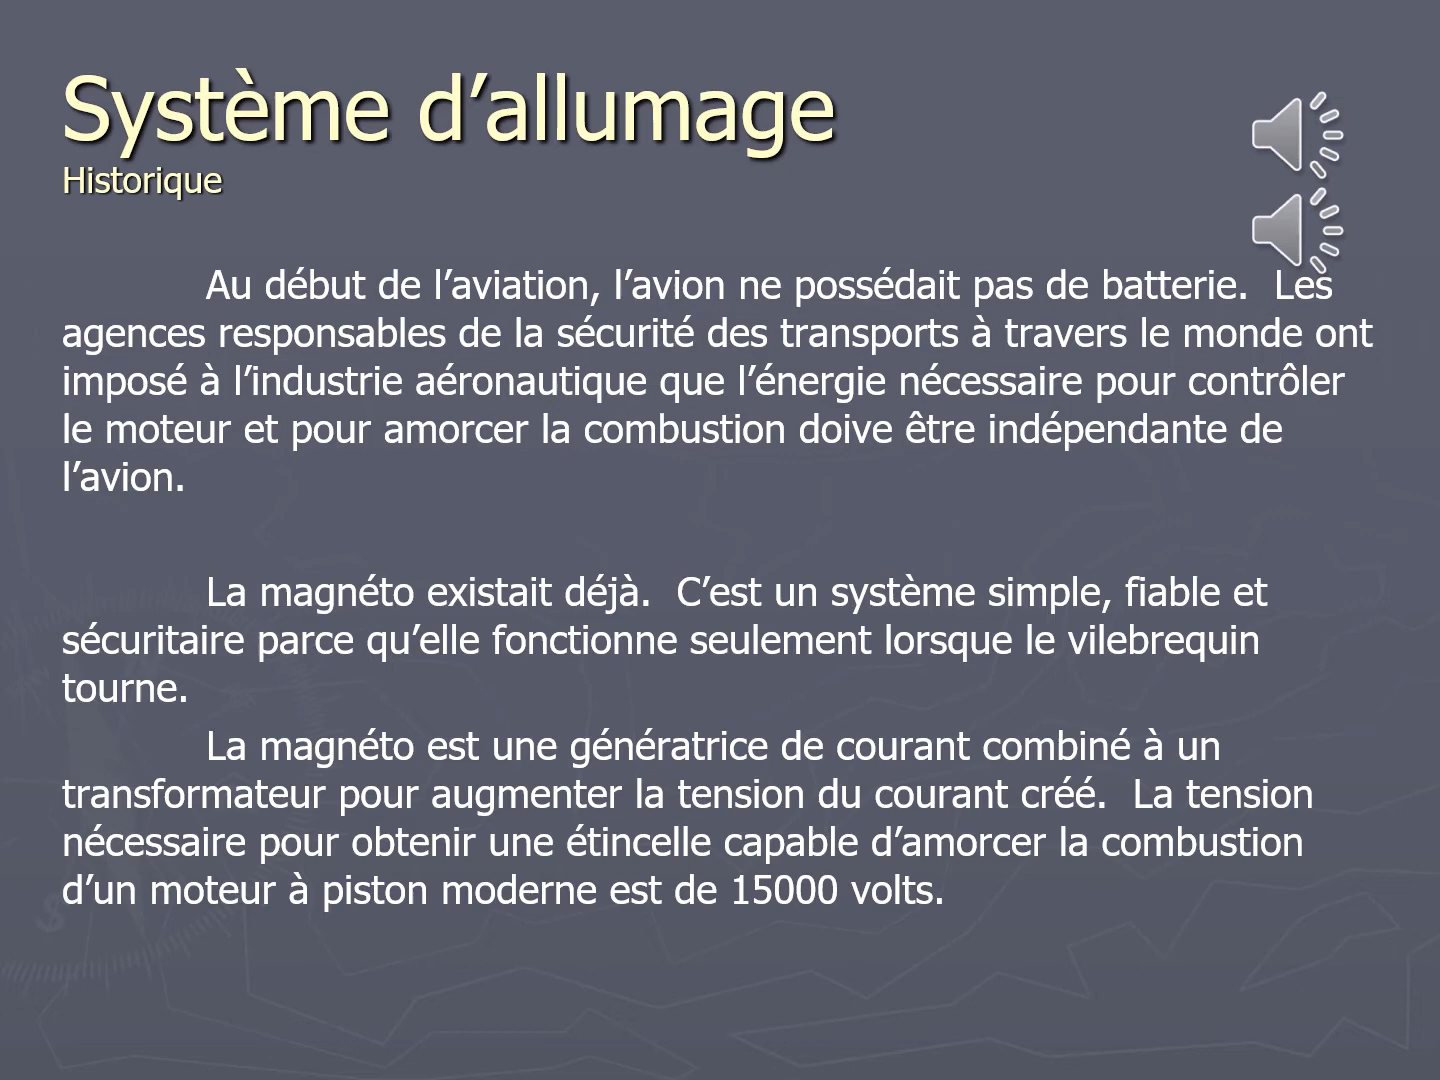 Système d’allumage
Historique
Au début de l’aviation, l’avion ne possédait pas de batterie.  Les
agences responsables de la sécurité des transports à travers le monde ont
imposé à l’industrie aéronautique que l’énergie nécessaire pour contrôler
le moteur et pour amorcer la combustion doive être indépendante de
l’avion.
La magnéto existait déjà.  C’est un système simple, fiable et
sécuritaire parce qu’elle fonctionne seulement lorsque le vilebrequin
tourne.
La magnéto est une génératrice de courant combiné à un
transformateur pour augmenter la tension du courant créé.  La tension
nécessaire pour obtenir une étincelle capable d’amorcer la combustion
d’un moteur à piston moderne est de 15000 volts.